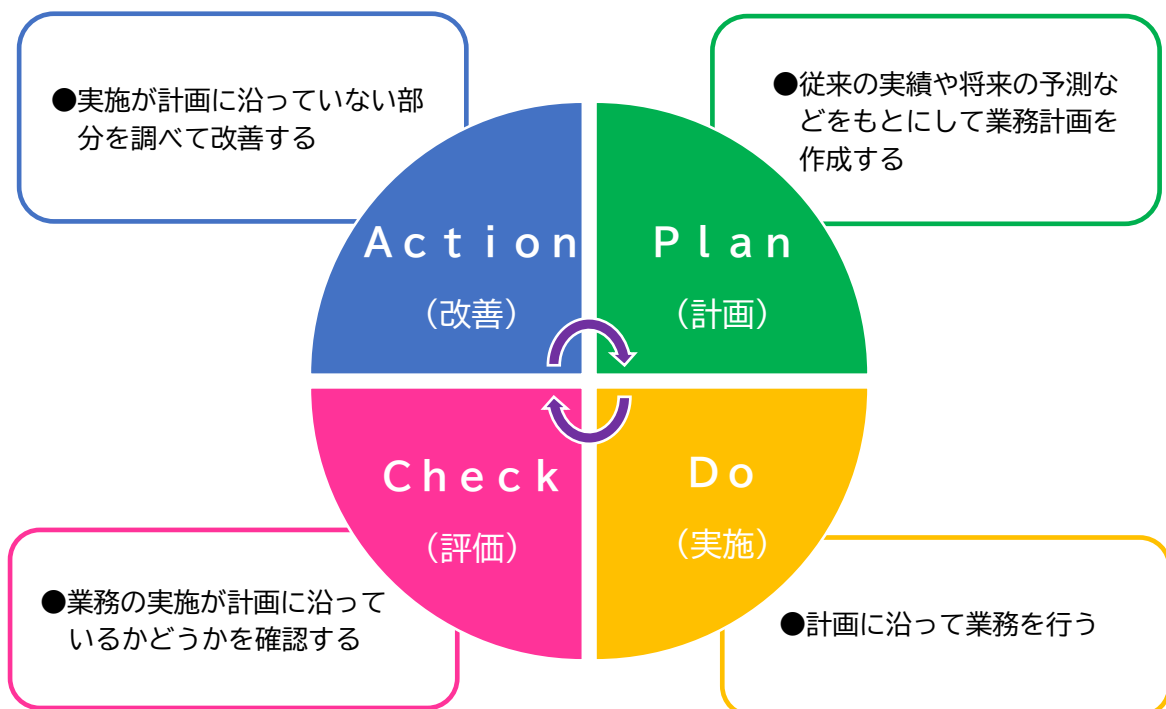 ●実施が計画に沿っていない部
分を調べて改善する
●従来の実績や将来の予測な
どをもとにして業務計画を
作成する
Ａｃｔｉｏｎ
（改善）
Ｐｌａｎ
（計画）
Ｃｈｅｃｋ
（評価）
Ｄｏ
（実施）
●業務の実施が計画に沿って
いるかどうかを確認する
●計画に沿って業務を行う